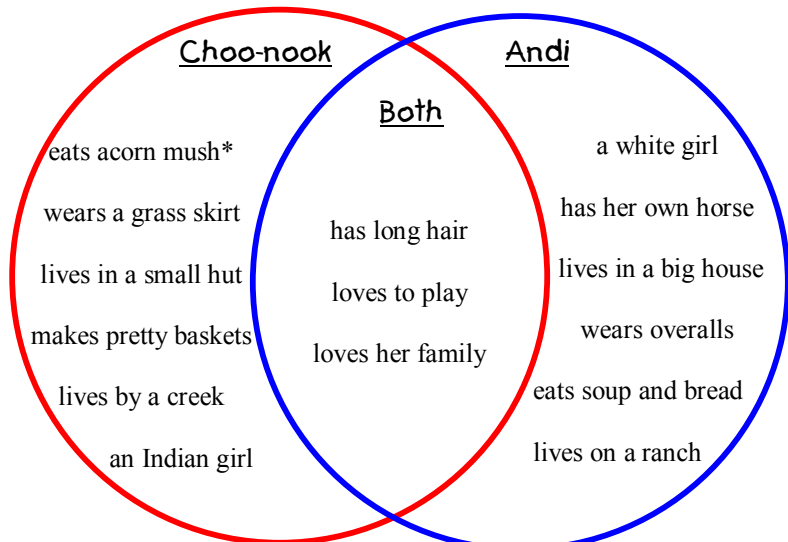 Choo-nook
eats acorn mush*
wears a grass skirt
lives in a small hut
makes pretty baskets
lives by a creek
an Indian girl
Both
has long hair
loves to play
loves her family
Andi
a white girl
has her own horse
lives in a big house
wears overalls
eats soup and bread
lives on a ranch